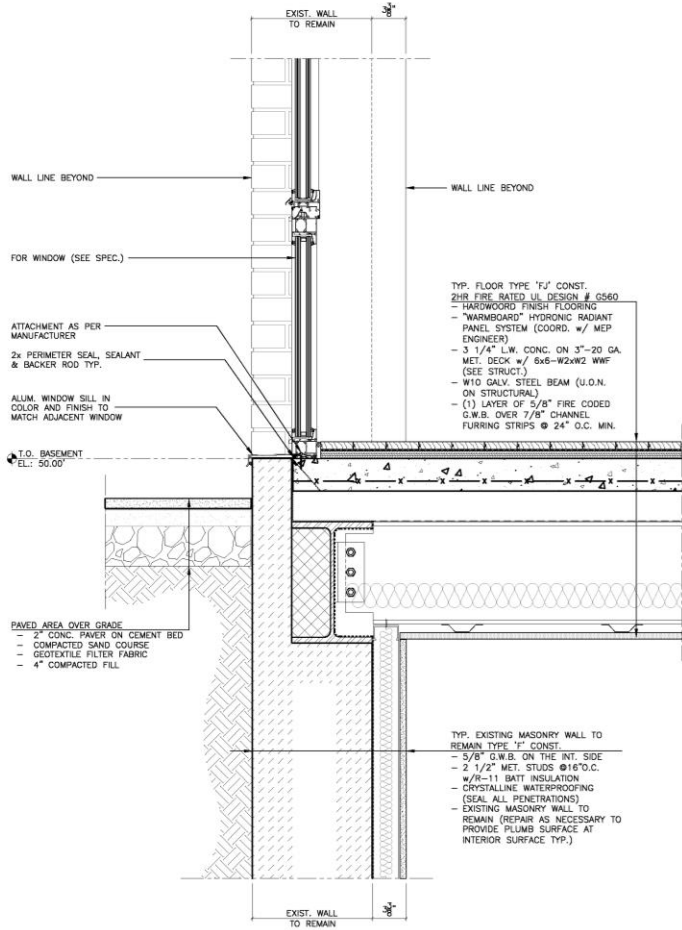 EXIST. WALL
TO REMAIN
3 1/8"
WALL LINE BEYOND
WALL LINE BEYOND
FOR WINDOW (SEE SPEC.)
TYP. FLOOR TYPE 'FJ' CONST.
2HR FIRE RATED UL DESIGN # G560
- HARDWOORD FINISH FLOORING
- "WARMBOARD" HYDRONIC RADIANT
PANEL SYSTEM (COORD. w/ MEP
ENGINEER)
- 3 1/4" L.W. CONC. ON 3"-20 GA.
MET. DECK w/ 6x6-W2xW2 WWF
(SEE STRUCT.)
- W10 GALV. STEEL BEAM (U.O.N.
ON STRUCTURAL)
- (1) LAYER OF 5/8" FIRE CODED
G.W.B. OVER 7/8" CHANNEL
FURRING STRIPS @ 24" O.C. MIN.
ATTACHMENT AS PER
MANUFACTURER
2x PERIMETER SEAL, SEALANT
& BACKER ROD TYP.
ALUM. WINDOW SILL IN
COLOR AND FINISH TO
MATCH ADJACENT WINDOW
T.O. BASEMENT
EL.: 50.00'
PAVED AREA OVER GRADE
- 2" CONC. PAVER ON CEMENT BED
- COMPACTED SAND COURSE
- GEOTEXTILE FILTER FABRIC
- 4" COMPACTED FILL
TYP. EXISTING MASONRY WALL TO
REMAIN TYPE 'F' CONST.
- 5/8" G.W.B. ON THE INT. SIDE
- 2 1/2" MET. STUDS @16"O.C.
w/R-11 BATT INSULATION
- CRYSTALLINE WATERPROOFING
(SEAL ALL PENETRATIONS)
- EXISTING MASONRY WALL TO
REMAIN (REPAIR AS NECESSARY TO
PROVIDE PLUMB SURFACE AT
INTERIOR SURFACE TYP.)
EXIST. WALL
TO REMAIN